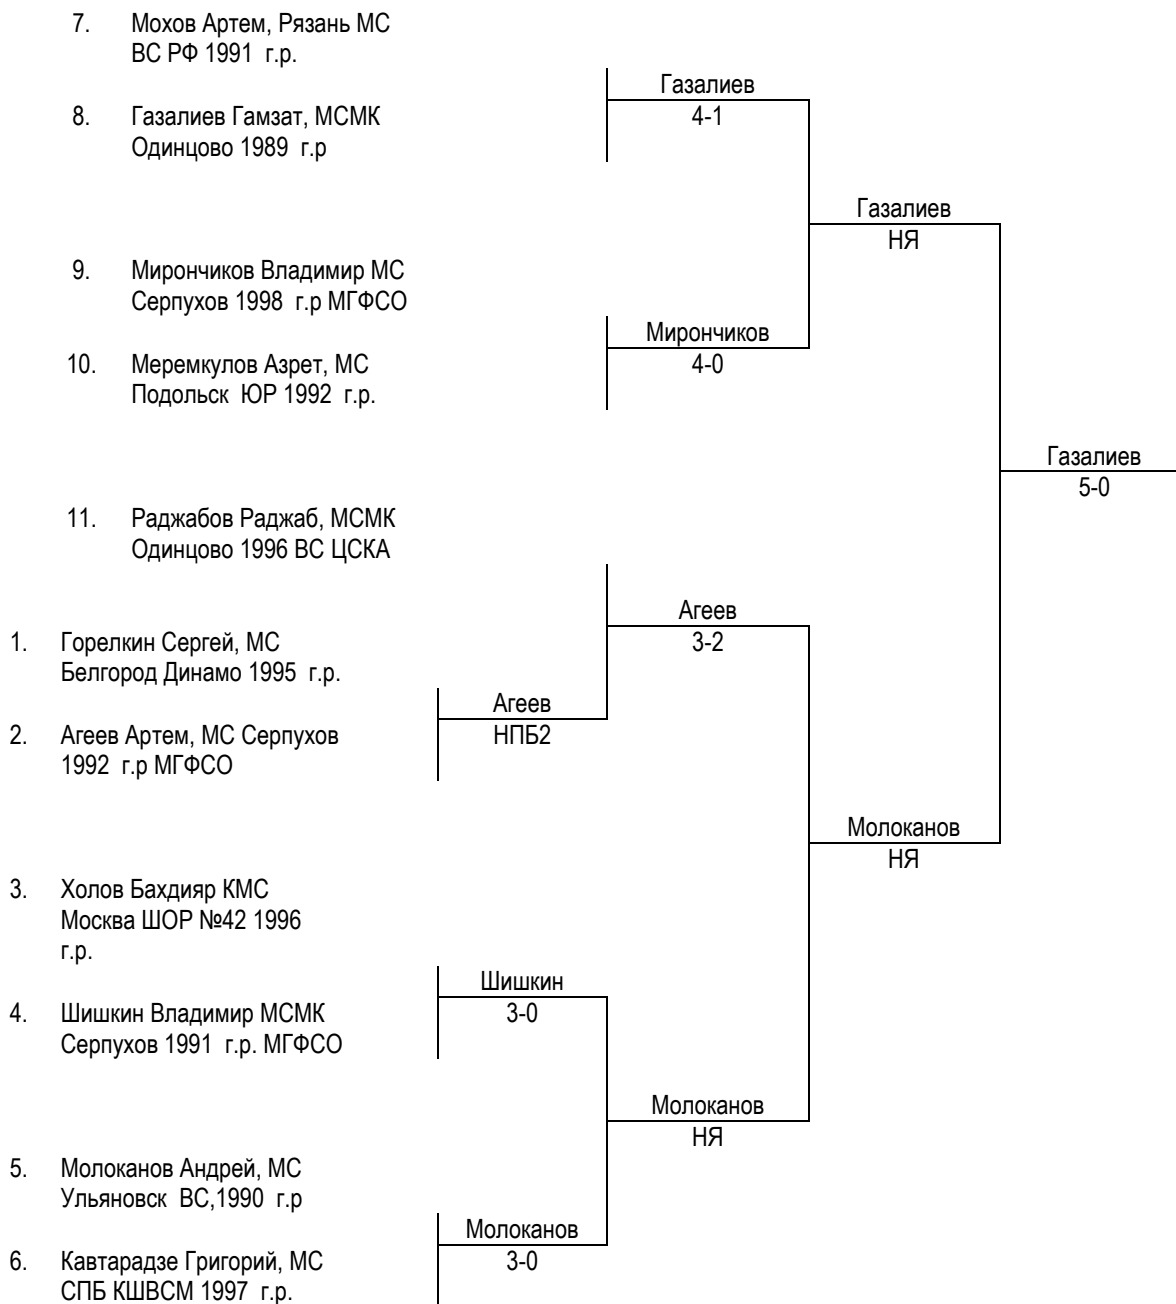 7. Мохов Артем, Рязань МС
ВС РФ 1991 г.р.
Газалиев
4-1
8. Газалиев Гамзат, МСМК
Одинцово 1989 г.р
Газалиев
НЯ
9. Мирончиков Владимир МС
Серпухов 1998 г.р МГФСО
Мирончиков
4-0
10. Меремкулов Азрет, МС
Подольск ЮР 1992 г.р.
Газалиев
5-0
11. Раджабов Раджаб, МСМК
Одинцово 1996 ВС ЦСКА
Агеев
3-2
1. Горелкин Сергей, МС
Белгород Динамо 1995 г.р.
Агеев
НПБ2
2. Агеев Артем, МС Серпухов
1992 г.р МГФСО
Молоканов
НЯ
3. Холов Бахдияр КМС
Москва ШОР №42 1996
г.р.
Шишкин
3-0
4. Шишкин Владимир МСМК
Серпухов 1991 г.р. МГФСО
Молоканов
НЯ
5. Молоканов Андрей, МС
Ульяновск ВС,1990 г.р
Молоканов
3-0
6. Кавтарадзе Григорий, МС
СПБ КШВСМ 1997 г.р.